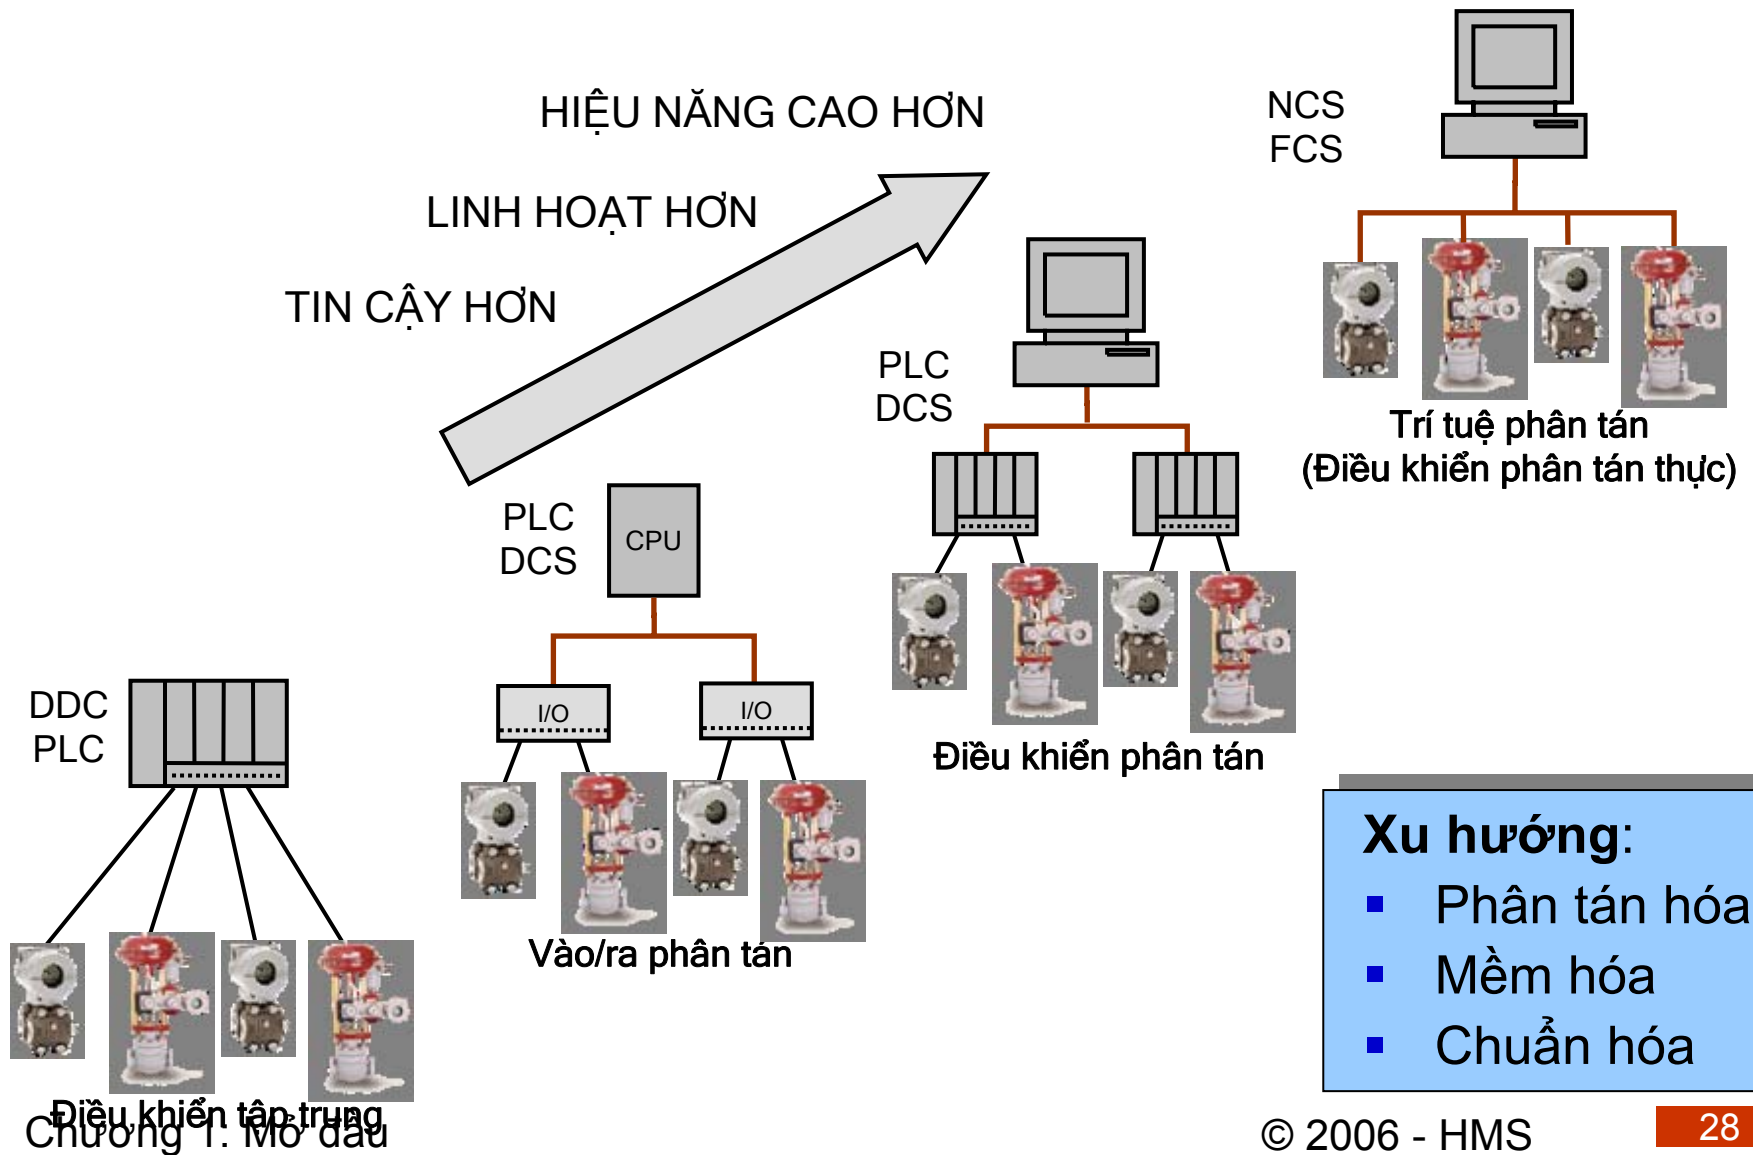 HIỆU NĂNG CAO HƠN
LINH HOẠT HƠN
TIN CẬY HƠN
NCS
FCS
Trí tuệ phân tán
(Điều khiển phân tán thực)
PLC
DCS
Điều khiển phân tán
PLC
DCS
CPU
I/O
I/O
Vào/ra phân tán
DDC
PLC
Điều khiển tập trung
Xu hướng:
▪ Phân tán hóa
▪ Mềm hóa
▪ Chuẩn hóa
Chương 1: Mở đầu
© 2006 - HMS
28